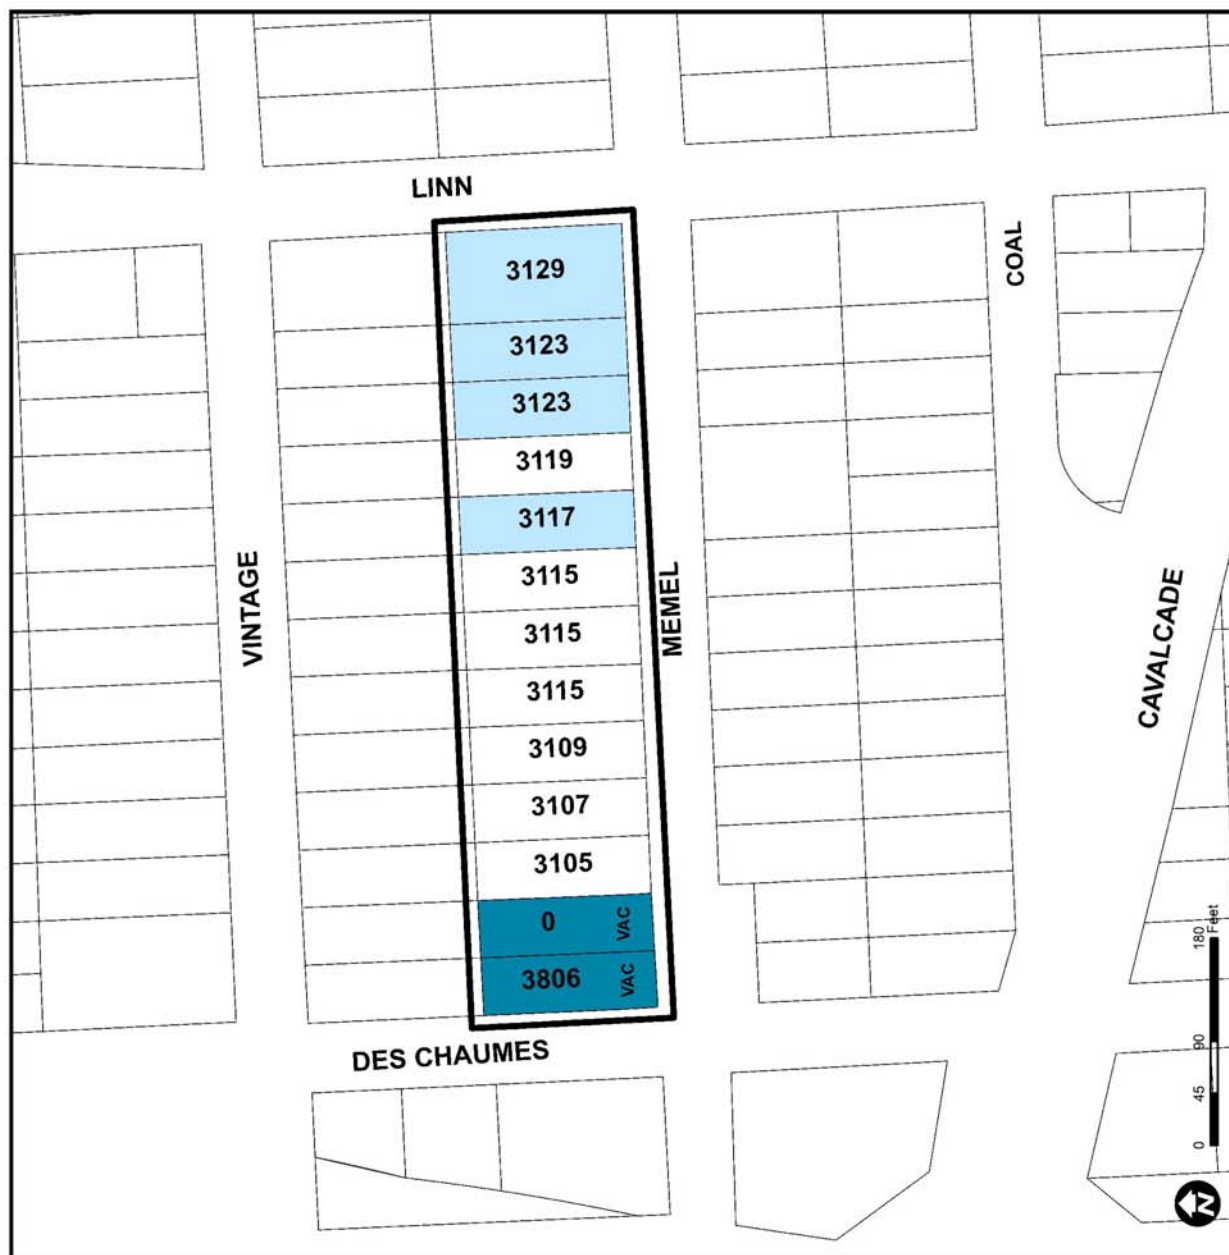 LINN
3129
3123
3123
3119
3117
3115
3115
3115
3109
3107
3105
0 VAC
3806 VAC
VINTAGE
MEMEL
COAL
CAVALCADE
DES CHAUMES
0 45 90 180
Feet
N